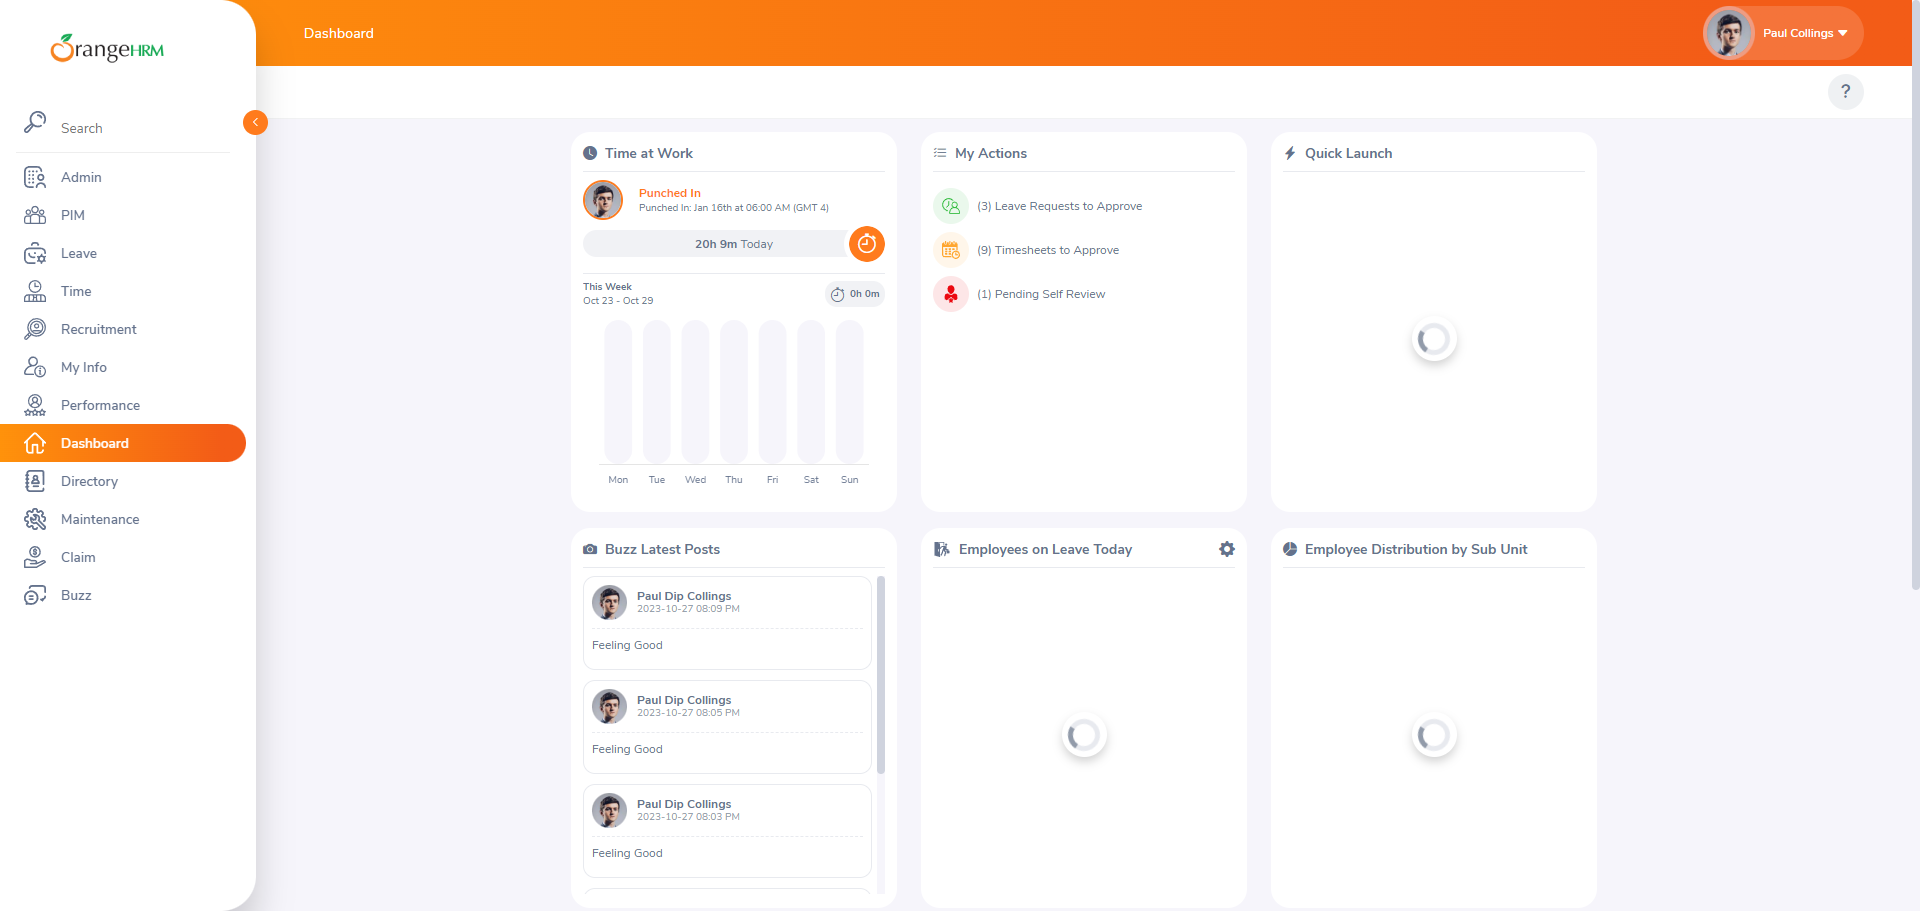 OrangeHRM
Search
Admin
PIM
Leave
Time
Recruitment
My Info
Performance
Dashboard
Directory
Maintenance
Claim
Buzz
Dashboard
Paul Collings
?
Time at Work
Punched In
Punched In: Jan 16th at 06:00 AM (GMT 4)
20h 9m Today
This Week
Oct 23 - Oct 29
0h 0m
Mon Tue Wed Thu Fri Sat Sun
My Actions
(3) Leave Requests to Approve
(9) Timesheets to Approve
(1) Pending Self Review
Quick Launch
Buzz Latest Posts
Paul Dip Collings
2023-10-27 08:09 PM
Feeling Good
Paul Dip Collings
2023-10-27 08:05 PM
Feeling Good
Paul Dip Collings
2023-10-27 08:03 PM
Feeling Good
Employees on Leave Today
Employee Distribution by Sub Unit